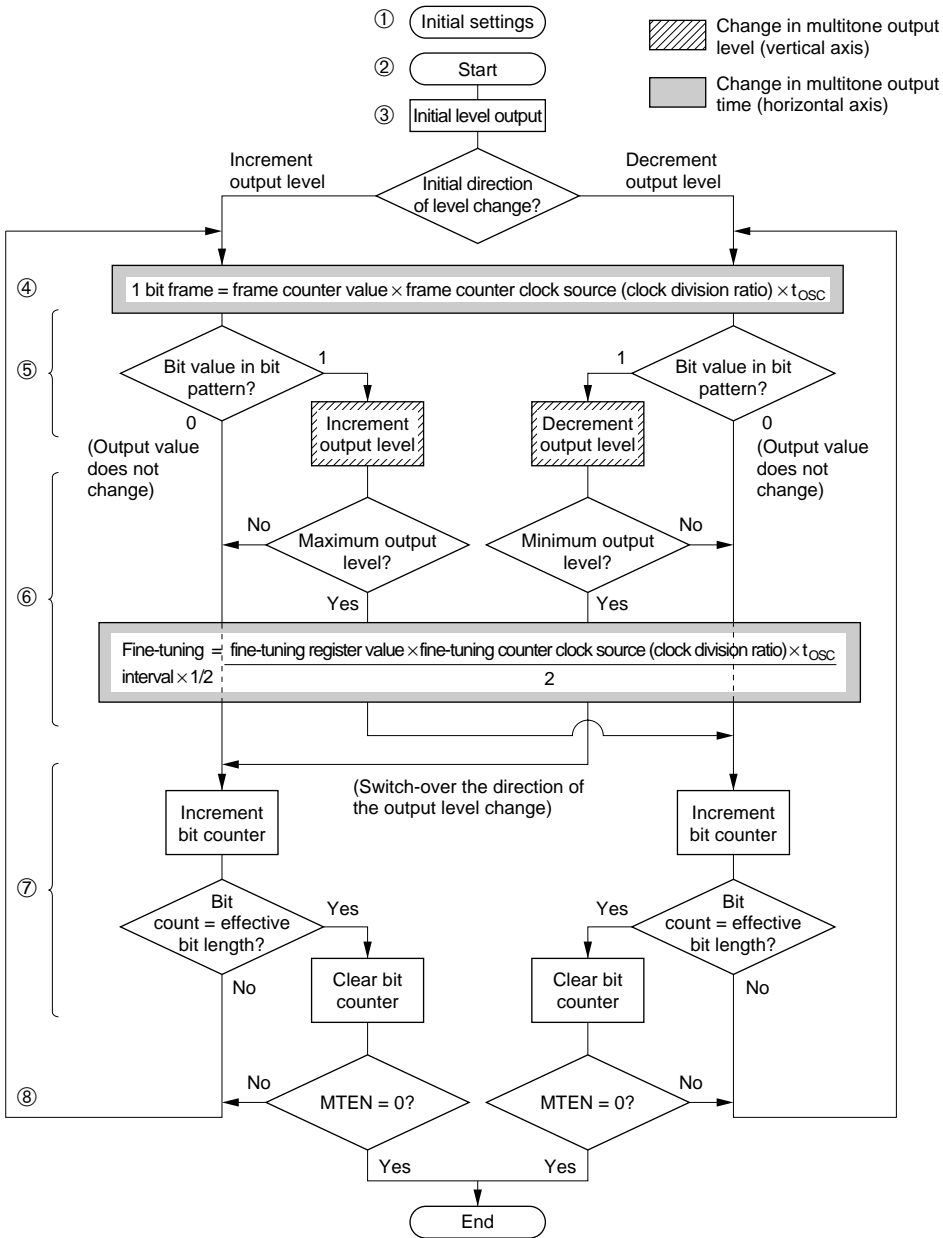 ① Initial settings
Change in multitone output
level (vertical axis)
② Start
Change in multitone output
time (horizontal axis)
③ Initial level output
Increment
output level
Initial direction
of level change?
Decrement
output level
④ 1 bit frame = frame counter value × frame counter clock source (clock division ratio) × tOSC
⑤
Bit value in bit
pattern?
1
0
(Output value
does not
change)
Increment
output level
Decrement
output level
1
Bit value in bit
pattern?
0
(Output value
does not
change)
⑥
No
Maximum output
level?
Yes
Minimum output
level?
No
Yes
Fine-tuning
interval × 1/2
= fine-tuning register value × fine-tuning counter clock source (clock division ratio) × tOSC
2
(Switch-over the direction of
the output level change)
⑦
Increment
bit counter
Increment
bit counter
Bit
count = effective
bit length?
Yes
No
Clear bit
counter
Yes
Bit
count = effective
bit length?
No
Clear bit
counter
⑧
No
MTEN = 0?
Yes
MTEN = 0?
No
Yes
End